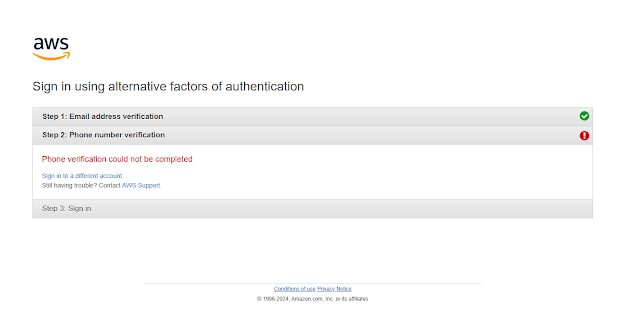 aws
Sign in using alternative factors of authentication
Step 1: Email address verification
Step 2: Phone number verification
Phone verification could not be completed
Sign in to a different account
Still having trouble? Contact AWS Support.
Step 3: Sign in
Conditions of use Privacy Notice
© 1996-2024, Amazon.com, Inc. or its affiliates